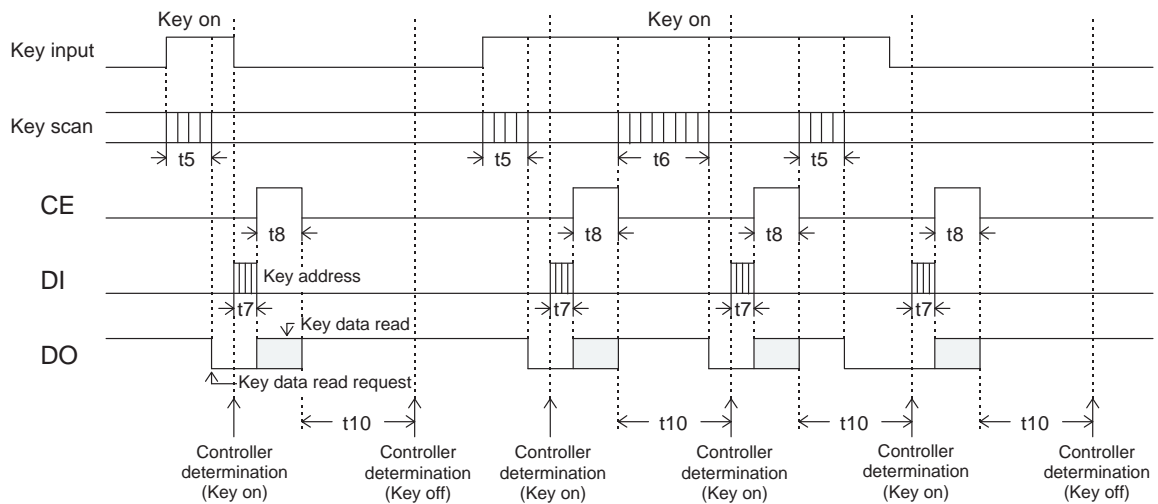 Key on
Key on
Key input
Key scan
t5
t5
t6
t5
CE
t8
t8
t8
t8
DI
Key address
t7
t7
t7
t7
Key data read
DO
Key data read request
t10
t10
t10
t10
Controller
determination
(Key on)
Controller
determination
(Key off)
Controller
determination
(Key on)
Controller
determination
(Key on)
Controller
determination
(Key on)
Controller
determination
(Key off)